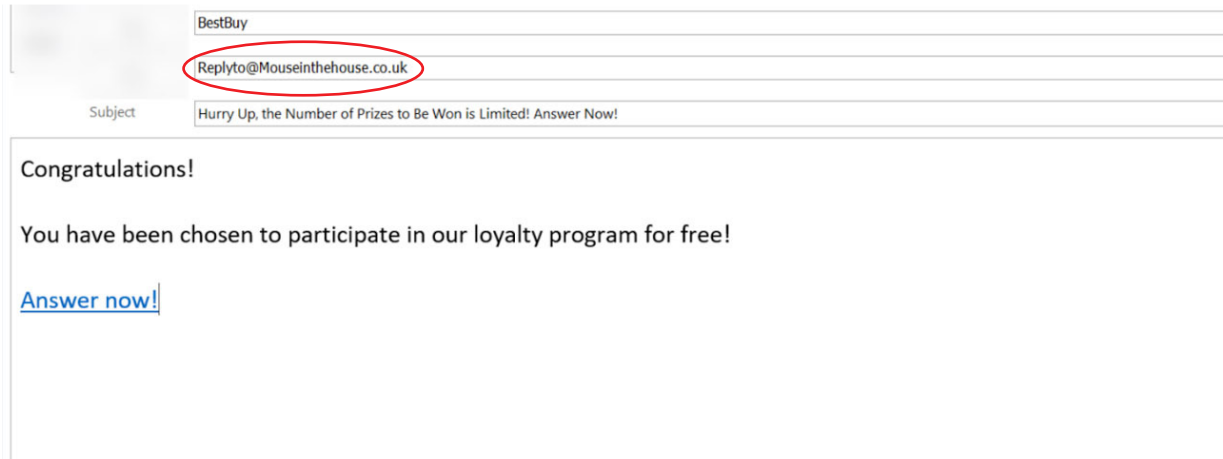 BestBuy
Replyto@Mouseinthehouse.co.uk
Subject
Hurry Up, the Number of Prizes to Be Won is Limited! Answer Now!
Congratulations!
You have been chosen to participate in our loyalty program for free!
Answer now!